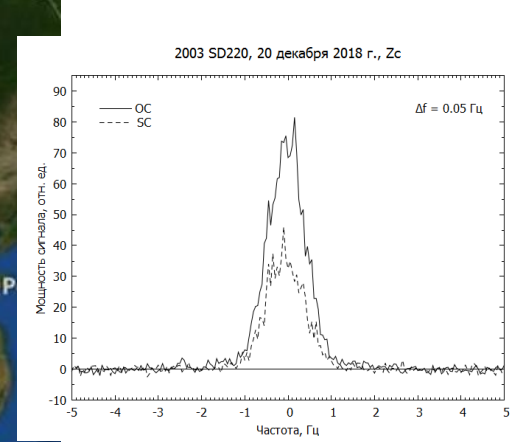 2003 SD220, 20 декабря 2018 г., Zc
OC
SC
Δf = 0.05 Гц
Мощность сигнала, отн. ед.
90
80
70
60
50
40
30
20
10
0
-10
-5 -4 -3 -2 -1 0 1 2 3 4 5
Частота, Гц
Р